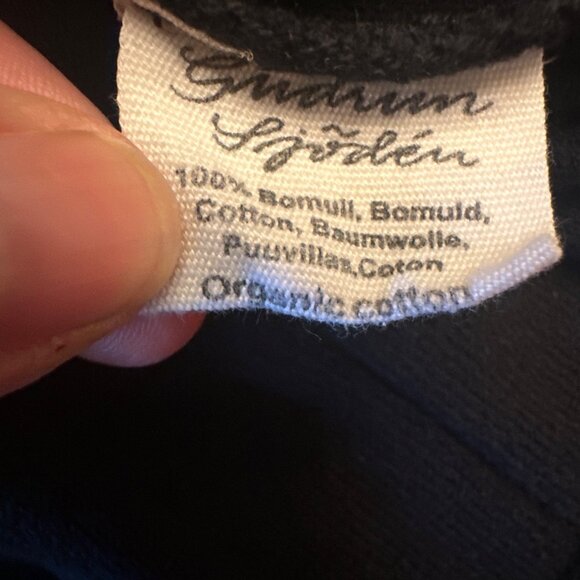 Gudrun
Sjödén
100% Bomull, Bomuld,
Cotton, Baumwolle,
Puuvillas,Coton
Organic cotton